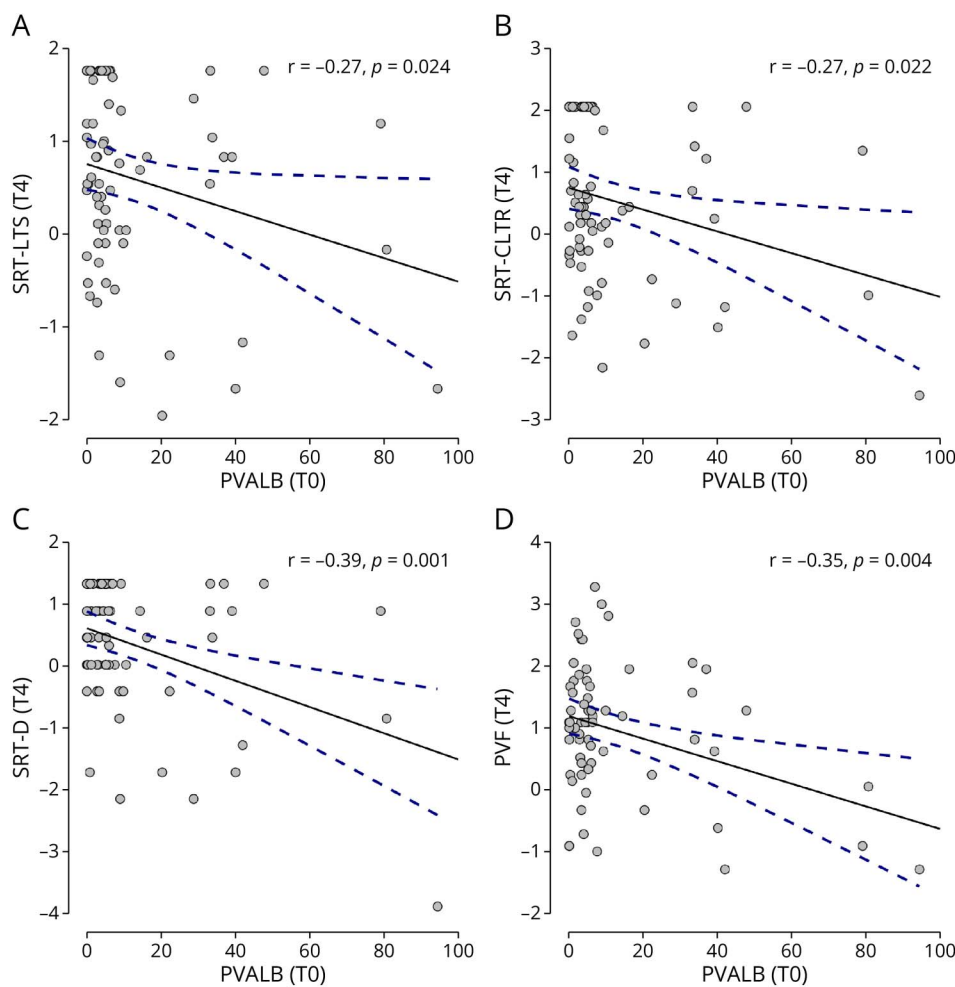 A
r = –0.27, p = 0.024
SRT-LTS (T4)
2
1
0
–1
–2
0 20 40 60 80 100
PVALB (T0)
B
r = –0.27, p = 0.022
SRT-CLTR (T4)
3
2
1
0
–1
–2
–3
0 20 40 60 80 100
PVALB (T0)
C
r = –0.39, p = 0.001
SRT-D (T4)
2
1
0
–1
–2
–3
–4
0 20 40 60 80 100
PVALB (T0)
D
r = –0.35, p = 0.004
PVF (T4)
4
3
2
1
0
–1
–2
0 20 40 60 80 100
PVALB (T0)